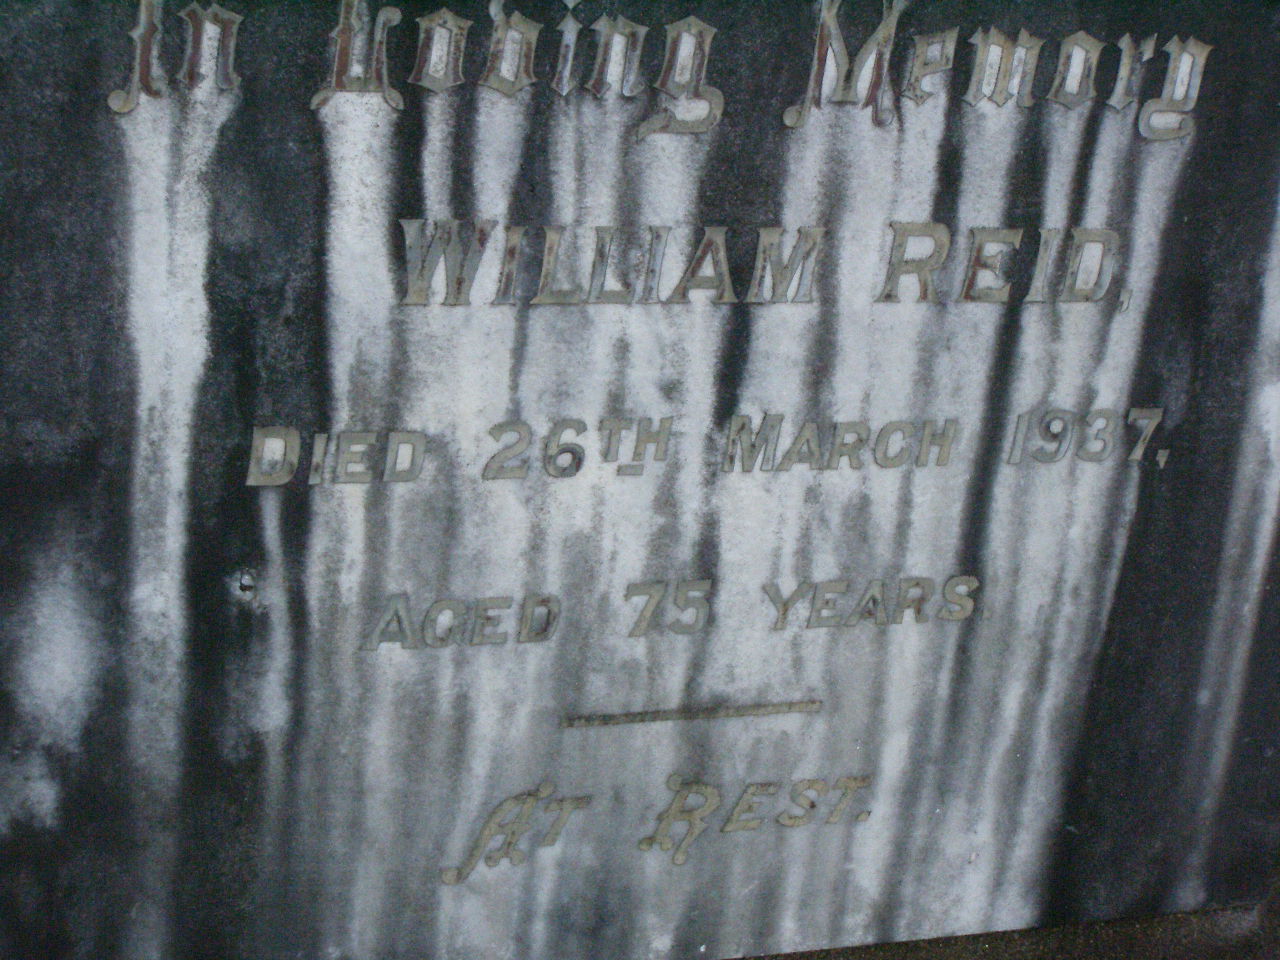 In Loving Memory
WILLIAM REID,
DIED 26TH MARCH 1937,
AGED 75 YEARS.
AT REST.